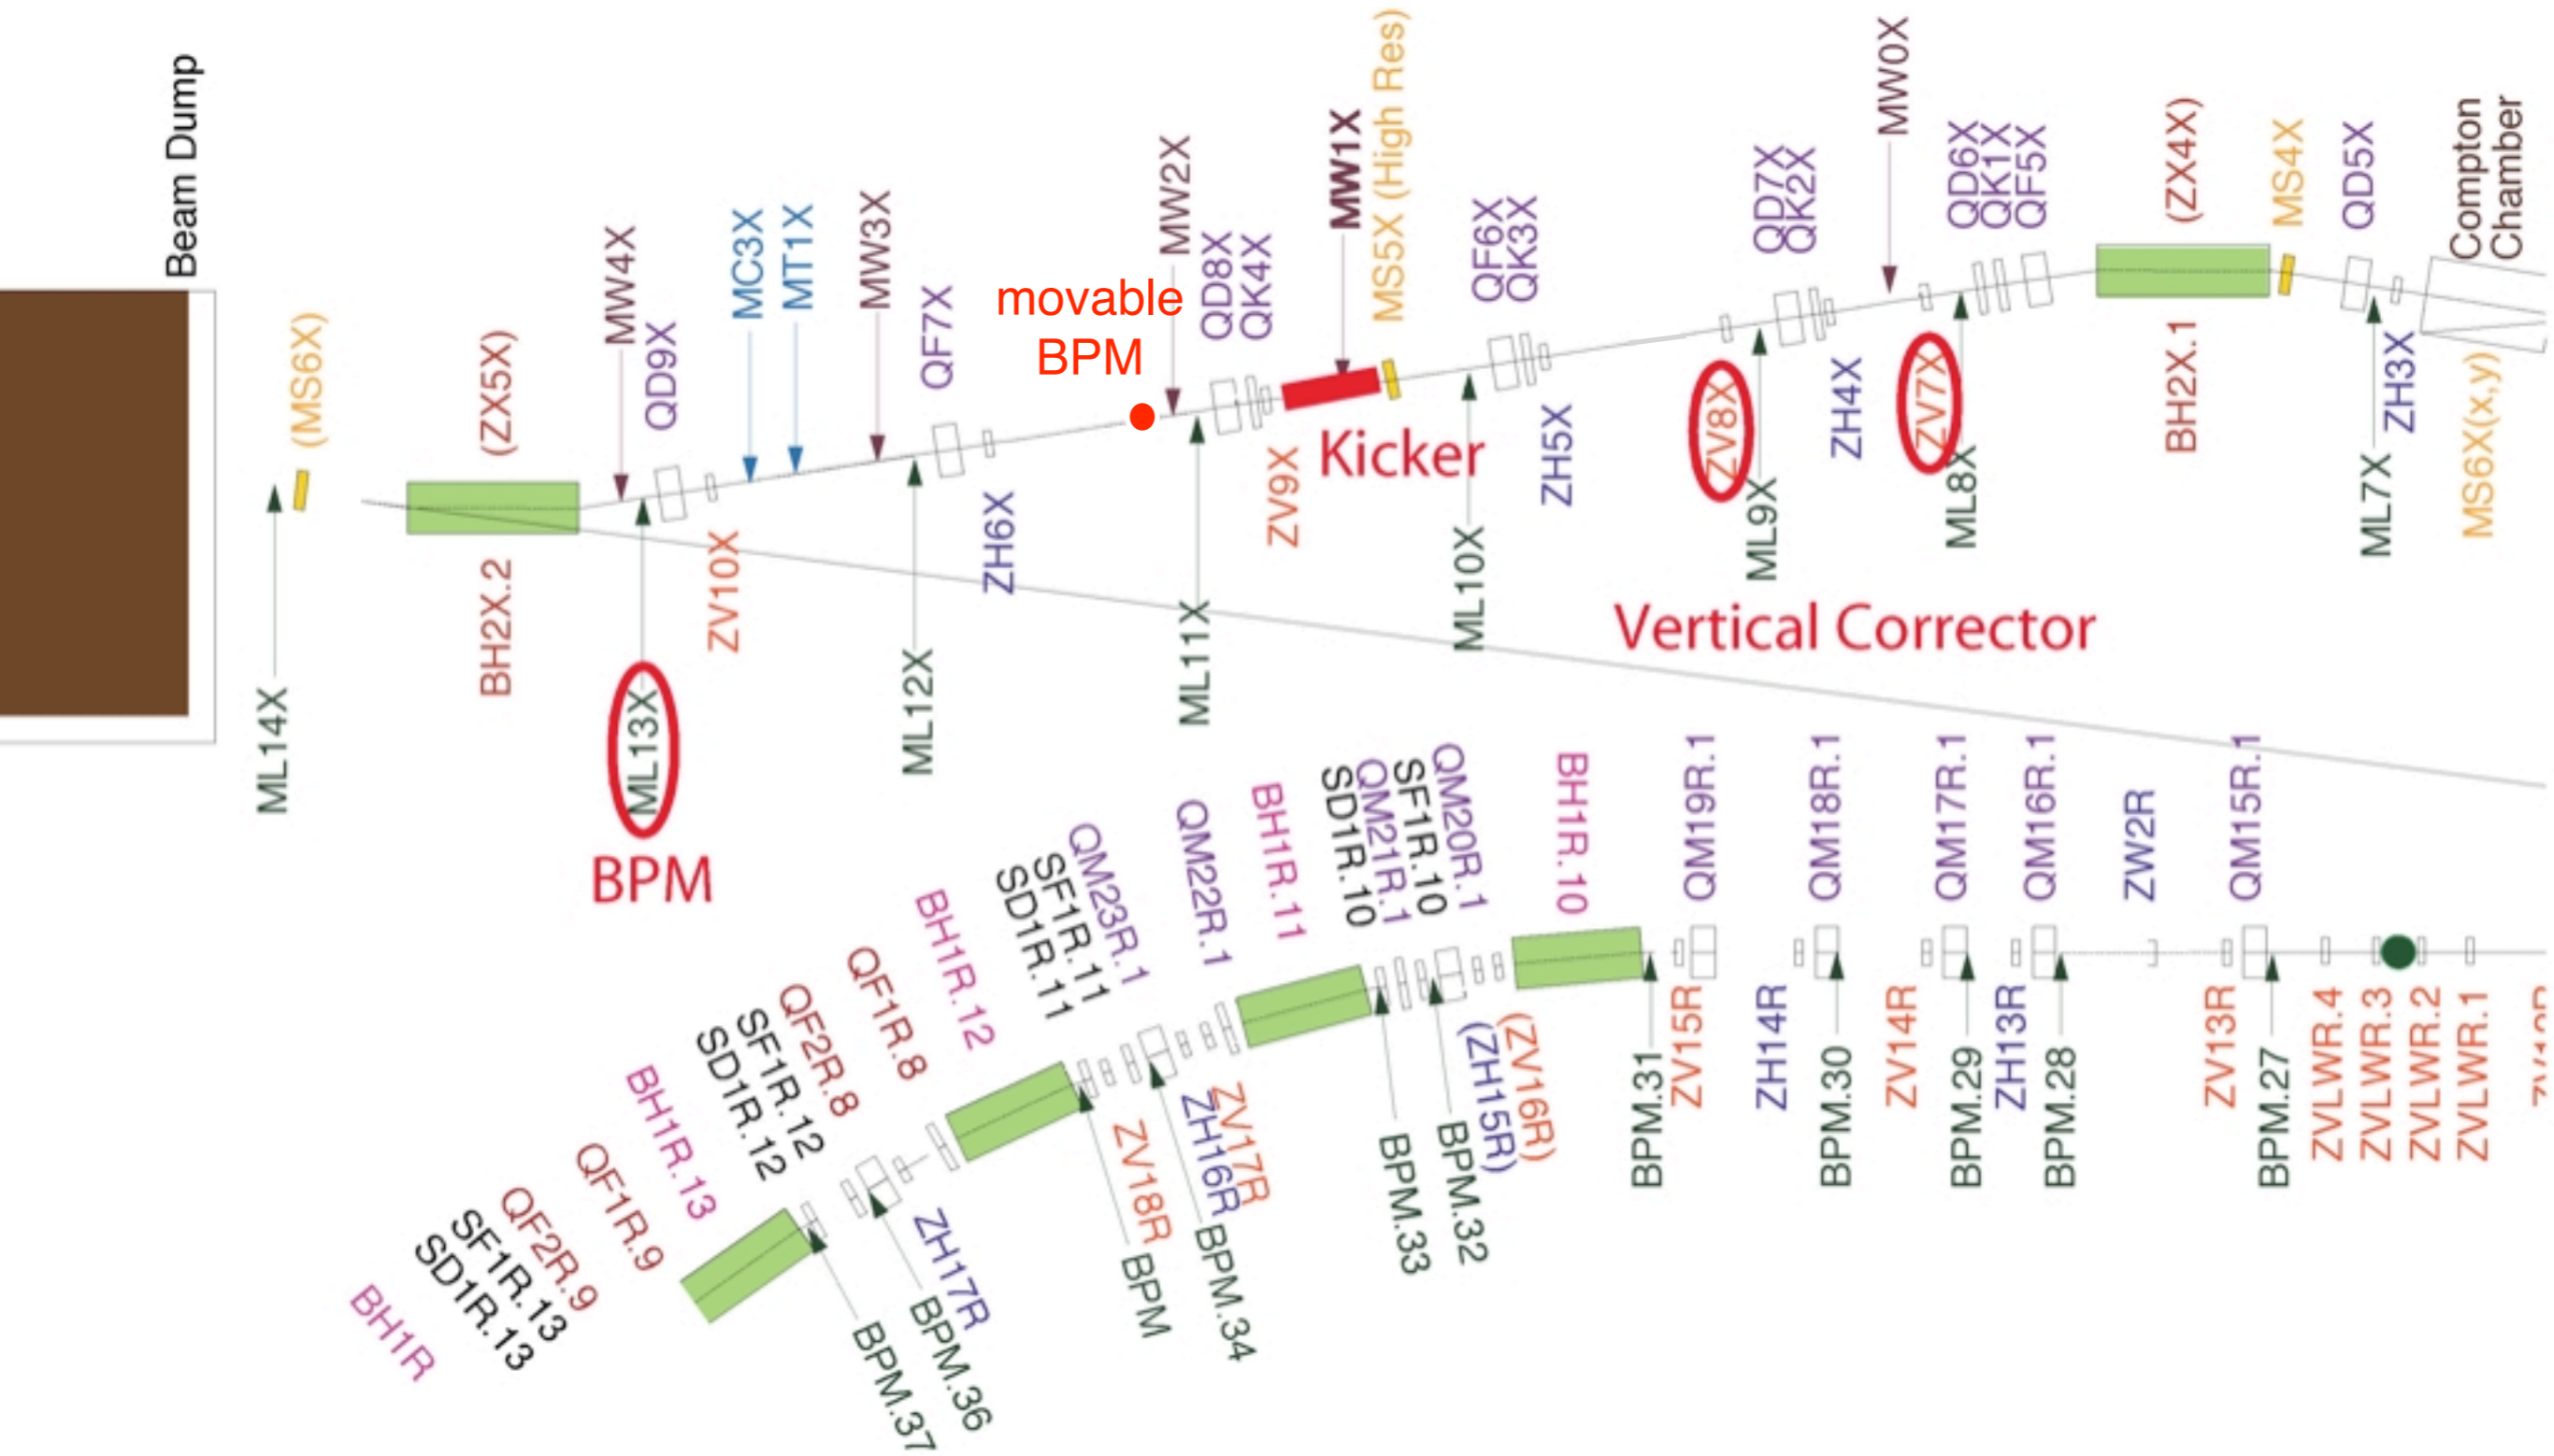 Beam Dump
(MS6X)
(ZX5X)
MW4X
QD9X
MC3X
MT1X
MW3X
QF7X
movable
BPM
MW2X
QD8X
QK4X
MW1X
MS5X (High Res)
QF6X
QK3X
QD7X
QK2X
MW0X
QD6X
QK1X
QF5X
(ZX4X)
MS4X
QD5X
Compton
Chamber
ML14X
BH2X.2
ML13X
BPM
ZV10X
ML12X
ZH6X
ML11X
ZV9X
Kicker
ML10X
ZH5X
ZV8X
ML9X
ZH4X
ZV7X
ML8X
Vertical Corrector
BH2X.1
ML7X
ZH3X
MS6X(x,y)
BH1R
SD1R.13
SF1R.13
QF2R.9
QF1R.9
BH1R.13
SD1R.12
SF1R.12
QF2R.8
QF1R.8
BH1R.12
SD1R.11
SF1R.11
QM23R.1
QM22R.1
BH1R.11
SD1R.10
QM21R.1
SF1R.10
QM20R.1
BH1R.10
QM19R.1
QM18R.1
QM17R.1
QM16R.1
ZW2R
QM15R.1
BPM.37
BPM.36
ZH17R
BPM
ZV18R
BPM.34
ZH16R
ZV17R
BPM.33
BPM.32
(ZH15R)
(ZV16R)
BPM.31
ZV15R
ZH14R
BPM.30
ZV14R
BPM.29
ZH13R
BPM.28
ZV13R
BPM.27
ZVLWR.4
ZVLWR.3
ZVLWR.2
ZVLWR.1